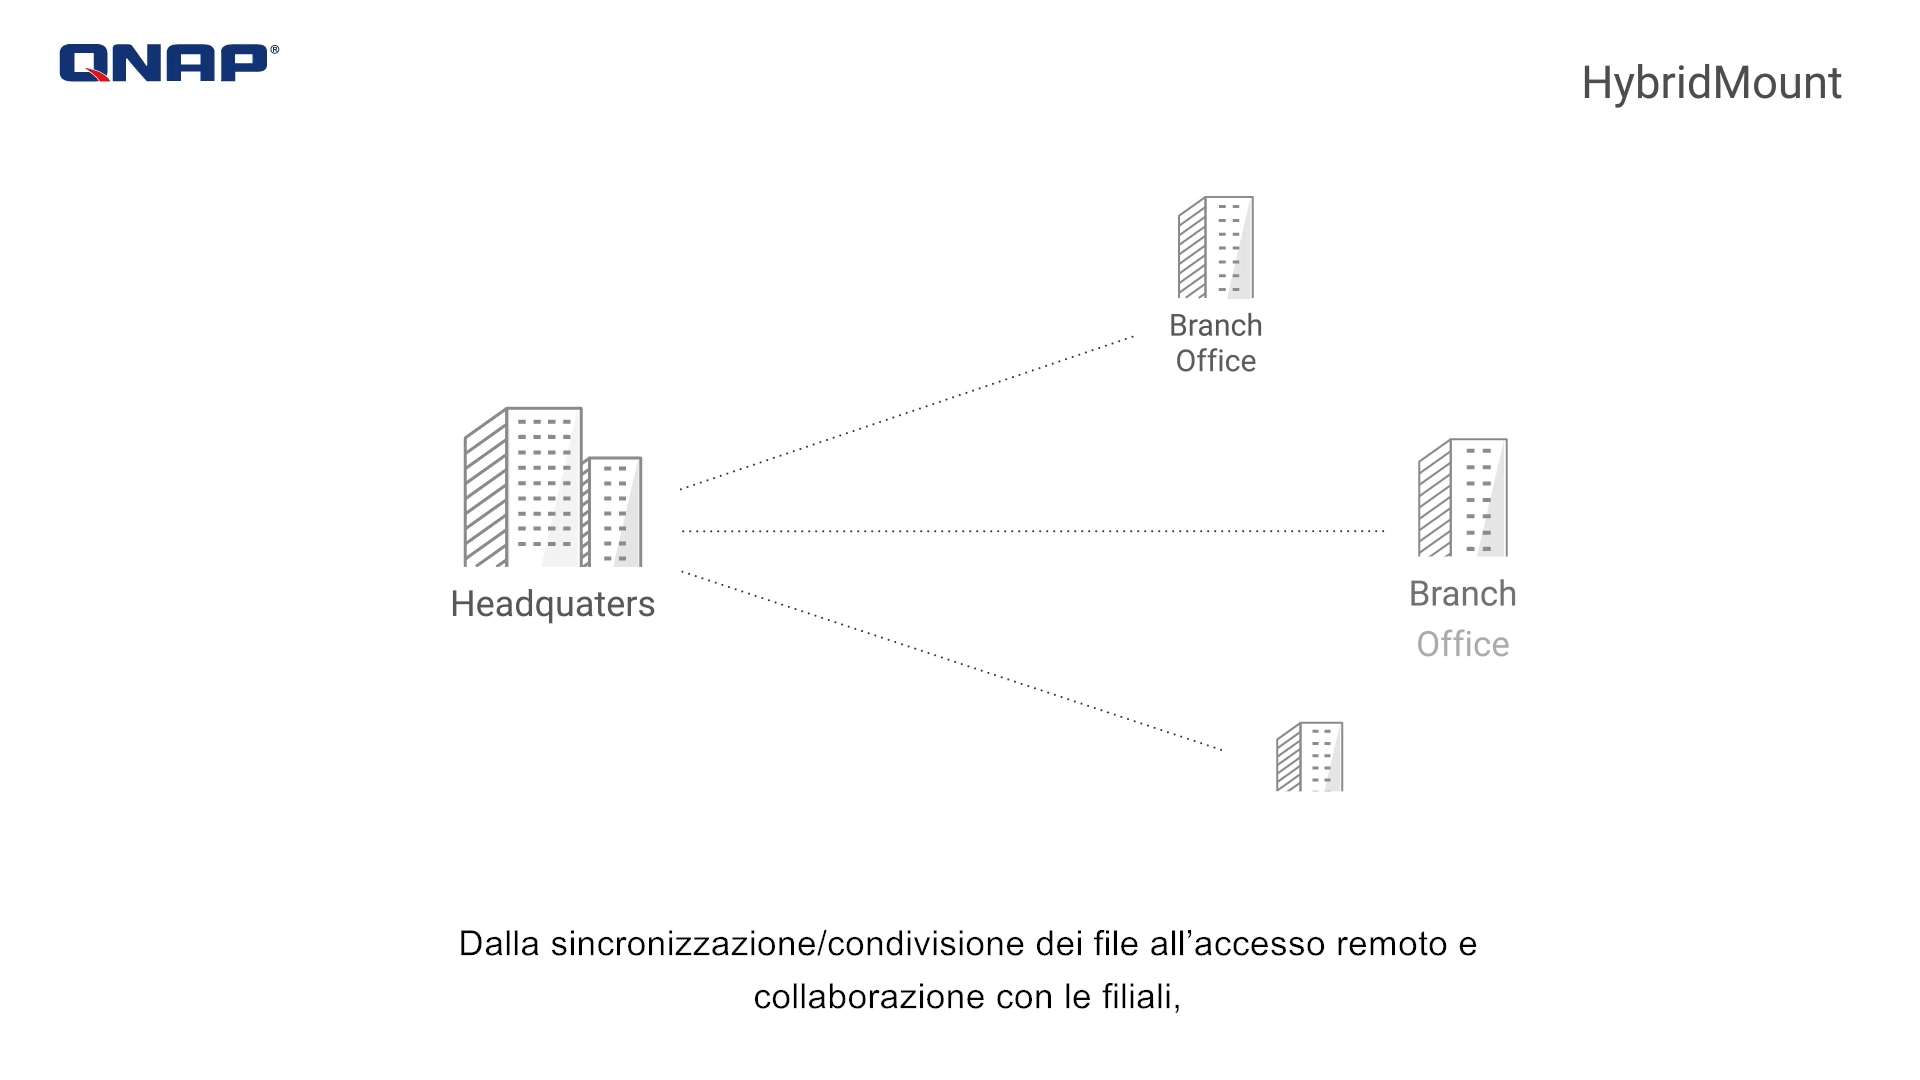 QNAP®
HybridMount
Branch
Office
Headquaters
Branch
Office
Dalla sincronizzazione/condivisione dei file all’accesso remoto e
collaborazione con le filiali,